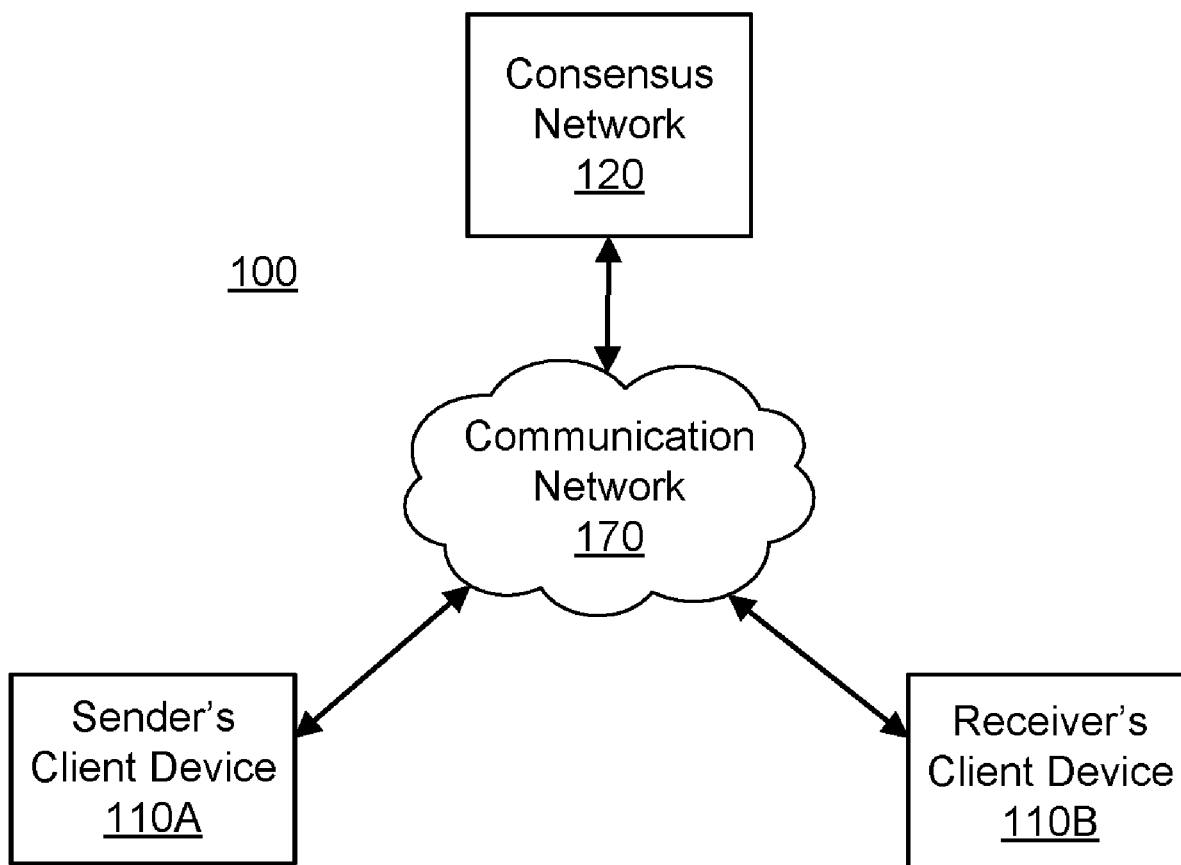 Consensus
Network
120
100
Communication
Network
170
Sender's
Client Device
110A
Receiver's
Client Device
110B